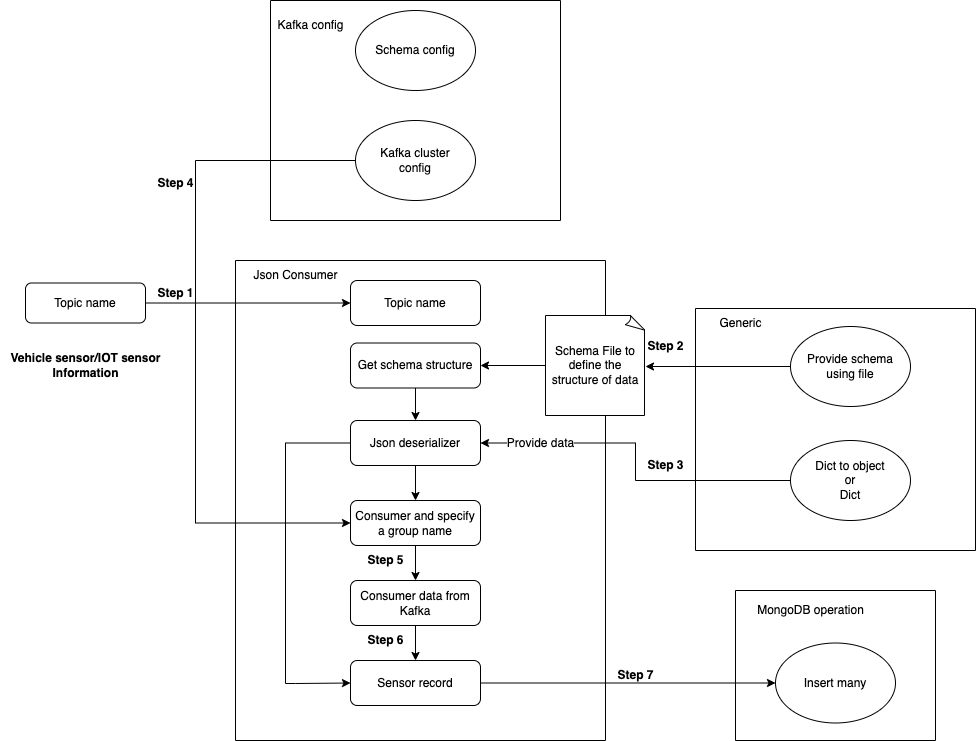 Kafka config
Schema config
Kafka cluster
config
Step 4
Json Consumer
Topic name
Step 1
Topic name
Vehicle sensor/IOT sensor
Information
Get schema structure
Schema File to
define the
structure of data
Step 2
Generic
Provide schema
using file
Json deserializer
Provide data
Step 3
Dict to object
or
Dict
Consumer and specify
a group name
Step 5
Consumer data from
Kafka
Step 6
Sensor record
Step 7
MongoDB operation
Insert many